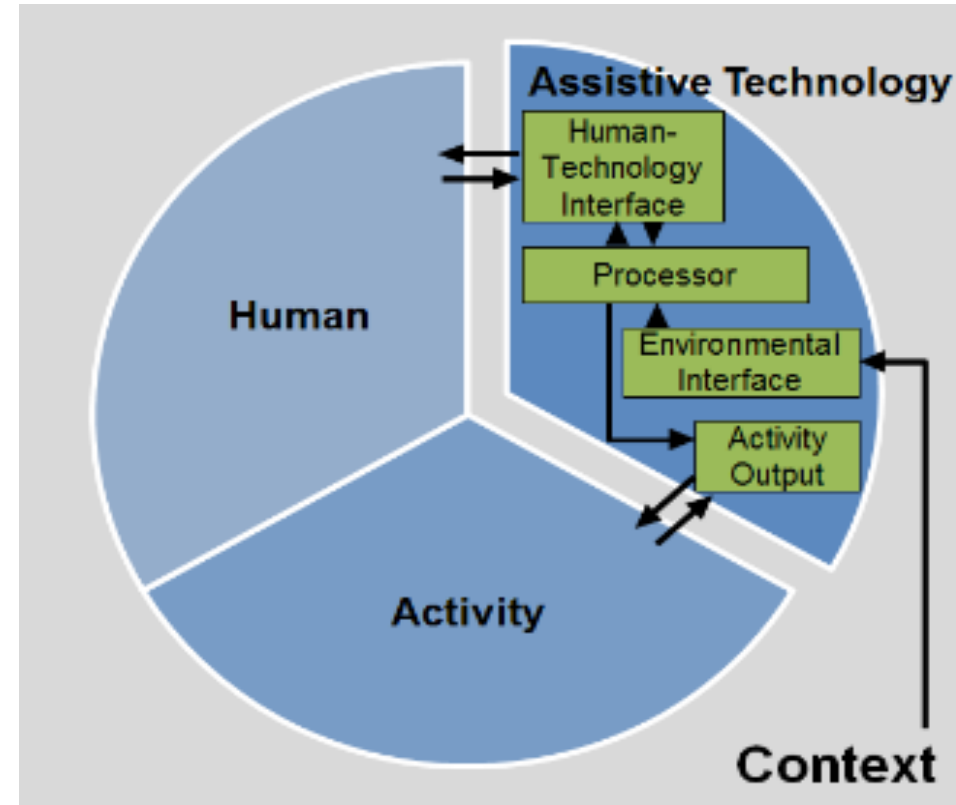 Assistive Technology
Human-
Technology
Interface
Processor
Human
Environmental
Interface
Activity
Output
Activity
Context